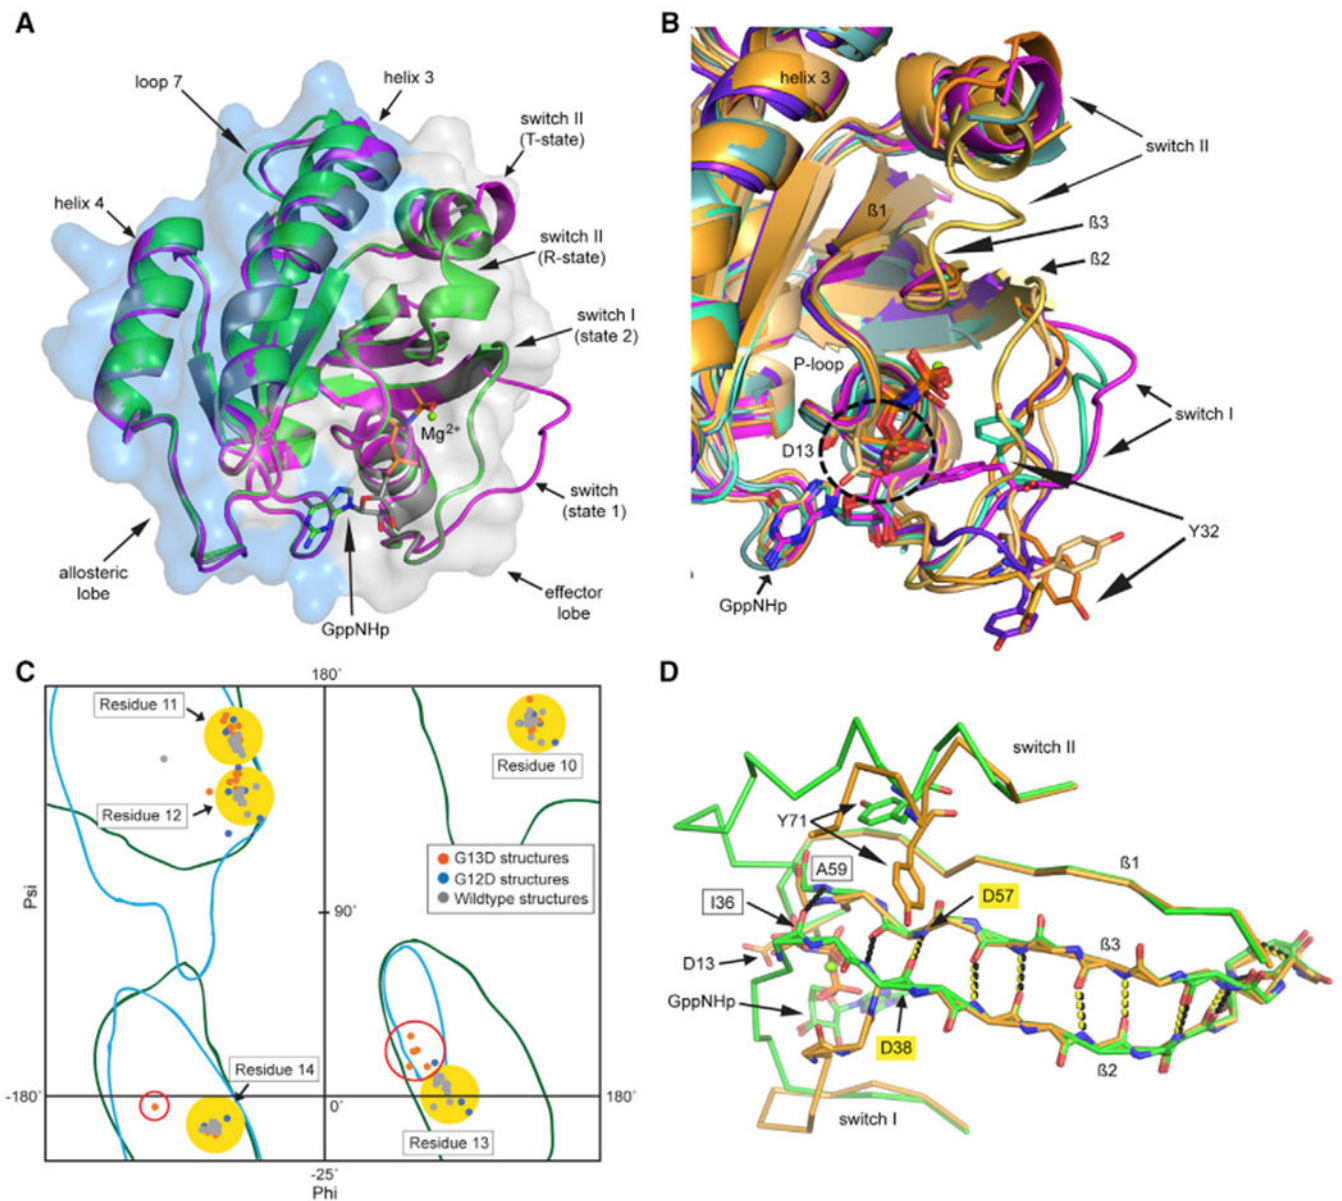 A
loop 7
helix 3
switch II
(T-state)
helix 4
switch II
(R-state)
switch I
(state 2)
Mg2+
switch
(state 1)
allosteric
lobe
effector
lobe
GppNHp
B
helix 3
switch II
ß1
ß3
ß2
P-loop
switch I
D13
Y32
GppNHp
C
180°
Residue 11
Residue 10
Residue 12
G13D structures
G12D structures
Wildtype structures
Psi
90°
Residue 14
-180°
0°
180°
Residue 13
-25°
Phi
D
switch II
Y71
A59
ß1
I36
D57
ß3
D13
GppNHp
D38
ß2
switch I